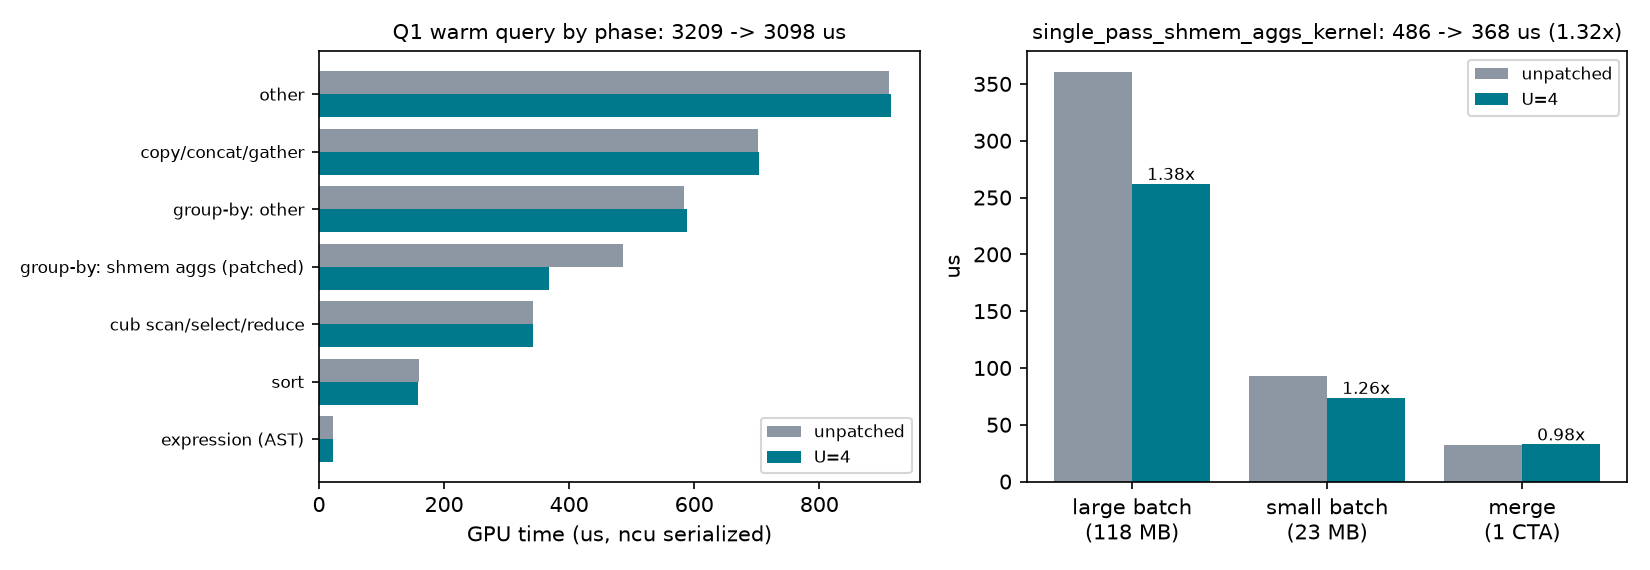 Q1 warm query by phase: 3209 -> 3098 us
other
copy/concat/gather
group-by: other
group-by: shmem aggs (patched)
cub scan/select/reduce
sort
expression (AST)
unpatched
U=4
0
200
400
600
800
GPU time (us, ncu serialized)
single_pass_shmem_aggs_kernel: 486 -> 368 us (1.32x)
us
350
300
250
200
150
100
50
0
unpatched
U=4
1.38x
1.26x
0.98x
large batch
(118 MB)
small batch
(23 MB)
merge
(1 CTA)